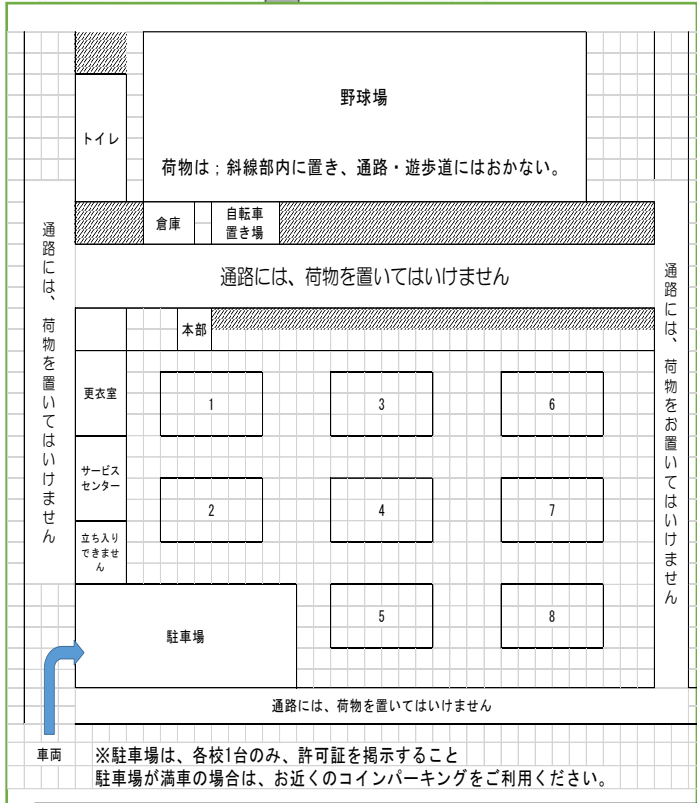 野球場
トイレ
荷物は；斜線部内に置き、通路・遊歩道にはおかない。
倉庫
自転車
置き場
通路には、荷物を置いてはいけません
通路には、荷物を置いてはいけません
通路には、荷物をお置いてはいけません
本部
更衣室
1
3
6
サービス
センター
2
4
7
立ち入り
できませ
ん
5
8
駐車場
通路には、荷物を置いてはいけません
車両
※駐車場は、各校1台のみ、許可証を掲示すること
駐車場が満車の場合は、お近くのコインパーキングをご利用ください。